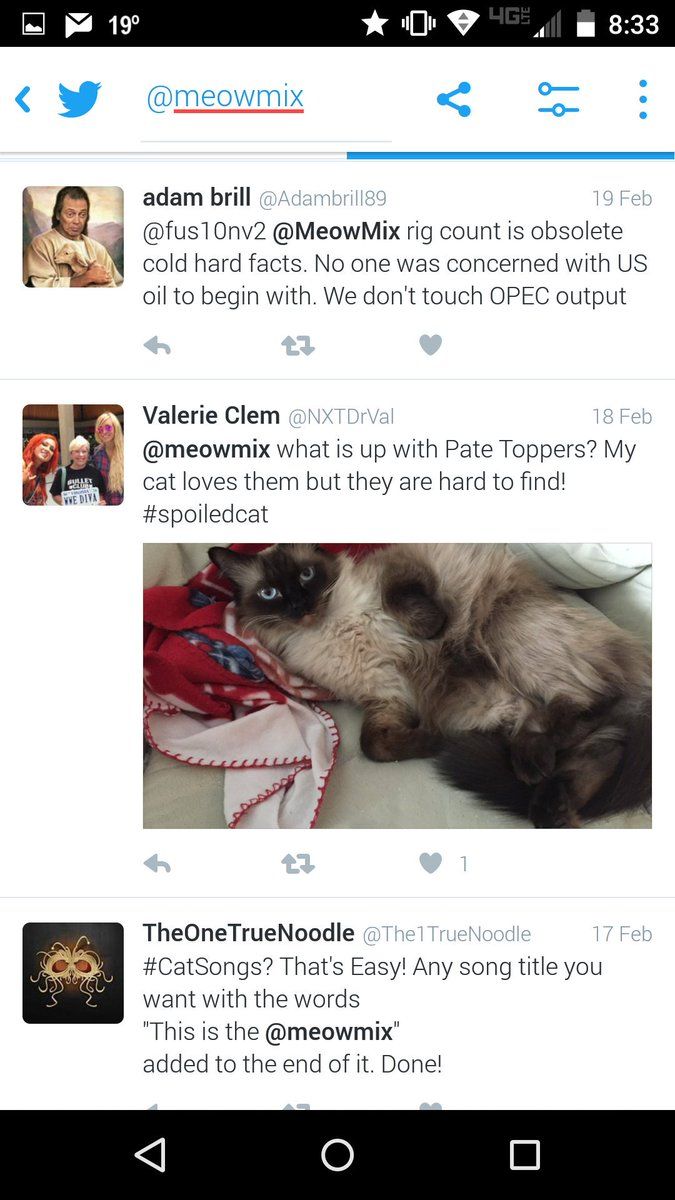 19° 4G LTE 8:33
@meowmix
adam brill @Adambrill89 19 Feb
@fus10nv2 @MeowMix rig count is obsolete
cold hard facts. No one was concerned with US
oil to begin with. We don't touch OPEC output
Valerie Clem @NXTDrVal 18 Feb
@meowmix what is up with Pate Toppers? My
cat loves them but they are hard to find!
#spoiledcat
BULLET
CLUB
WWE D1VA
1
TheOneTrueNoodle @The1TrueNoodle 17 Feb
#CatSongs? That's Easy! Any song title you
want with the words
"This is the @meowmix"
added to the end of it. Done!